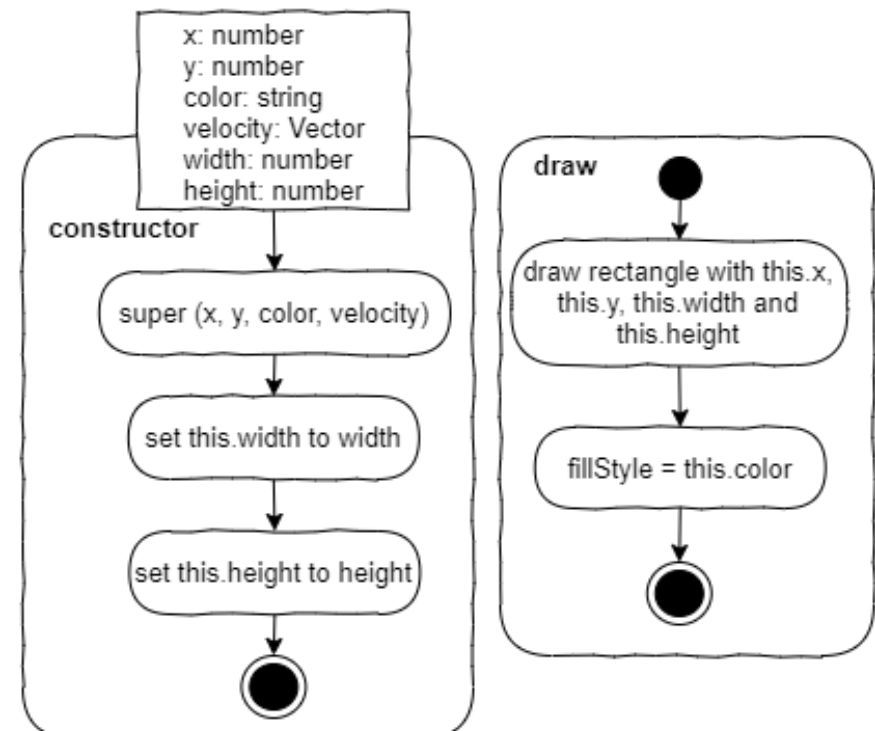 x: number
y: number
color: string
velocity: Vector
width: number
height: number
constructor
super (x, y, color, velocity)
set this.width to width
set this.height to height
draw
draw rectangle with this.x,
this.y, this.width and
this.height
fillStyle = this.color